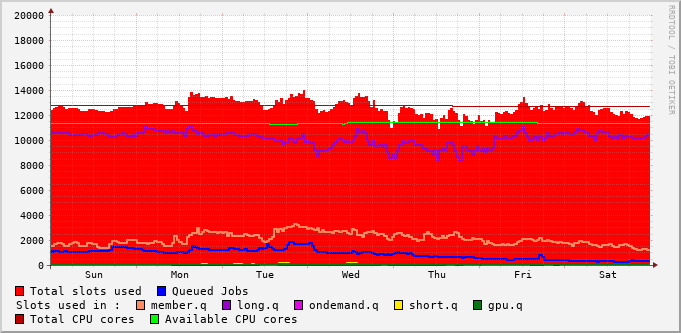 20000
18000
16000
14000
12000
10000
8000
6000
4000
2000
0
Sun Mon Tue Wed Thu Fri Sat
RRDTOOL / TOBI OETIKER
Total slots used Queued Jobs
Slots used in : member.q long.q ondemand.q short.q gpu.q
Total CPU cores Available CPU cores